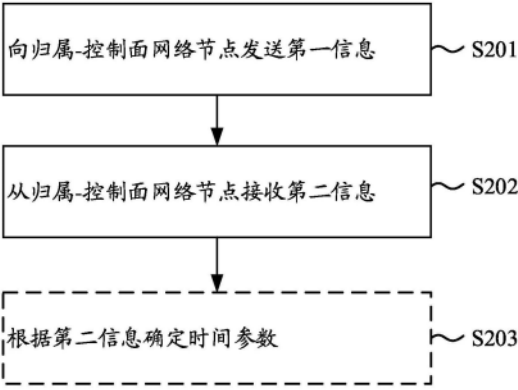 向归属-控制面网络节点发送第一信息
S201
从归属-控制面网络节点接收第二信息
S202
根据第二信息确定时间参数
S203